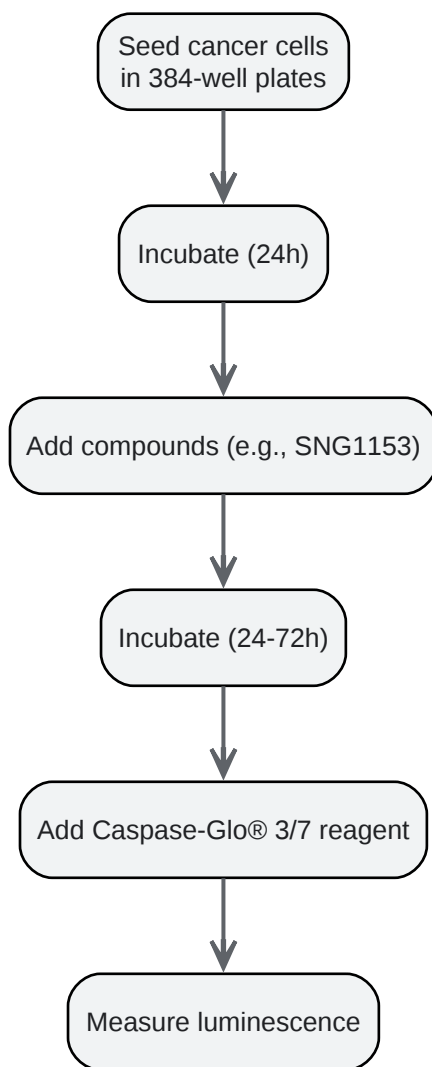 Seed cancer cells
in 384-well plates
Incubate (24h)
Add compounds (e.g., SNG1153)
Incubate (24-72h)
Add Caspase-Glo® 3/7 reagent
Measure luminescence